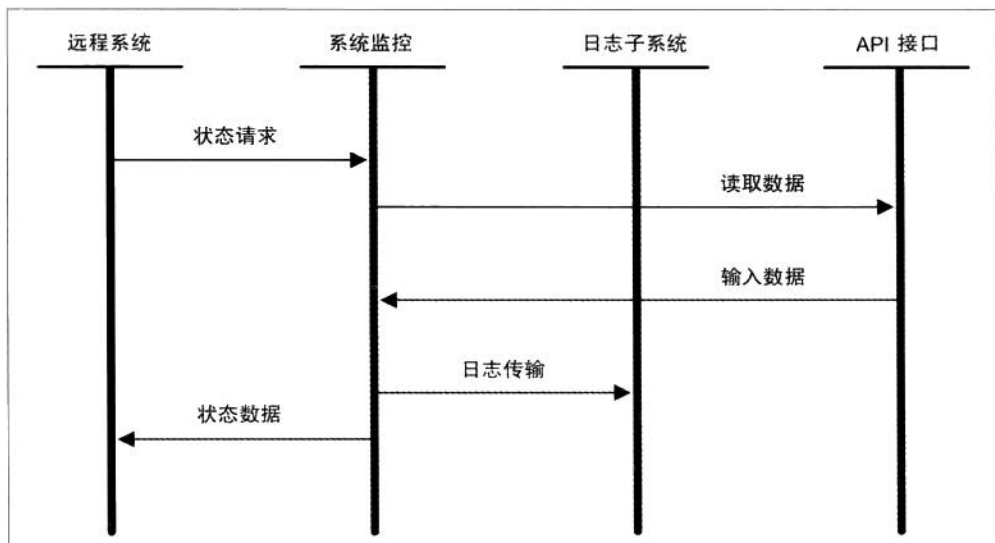 远程系统
系统监控
日志子系统
API 接口
状态请求
读取数据
输入数据
日志传输
状态数据